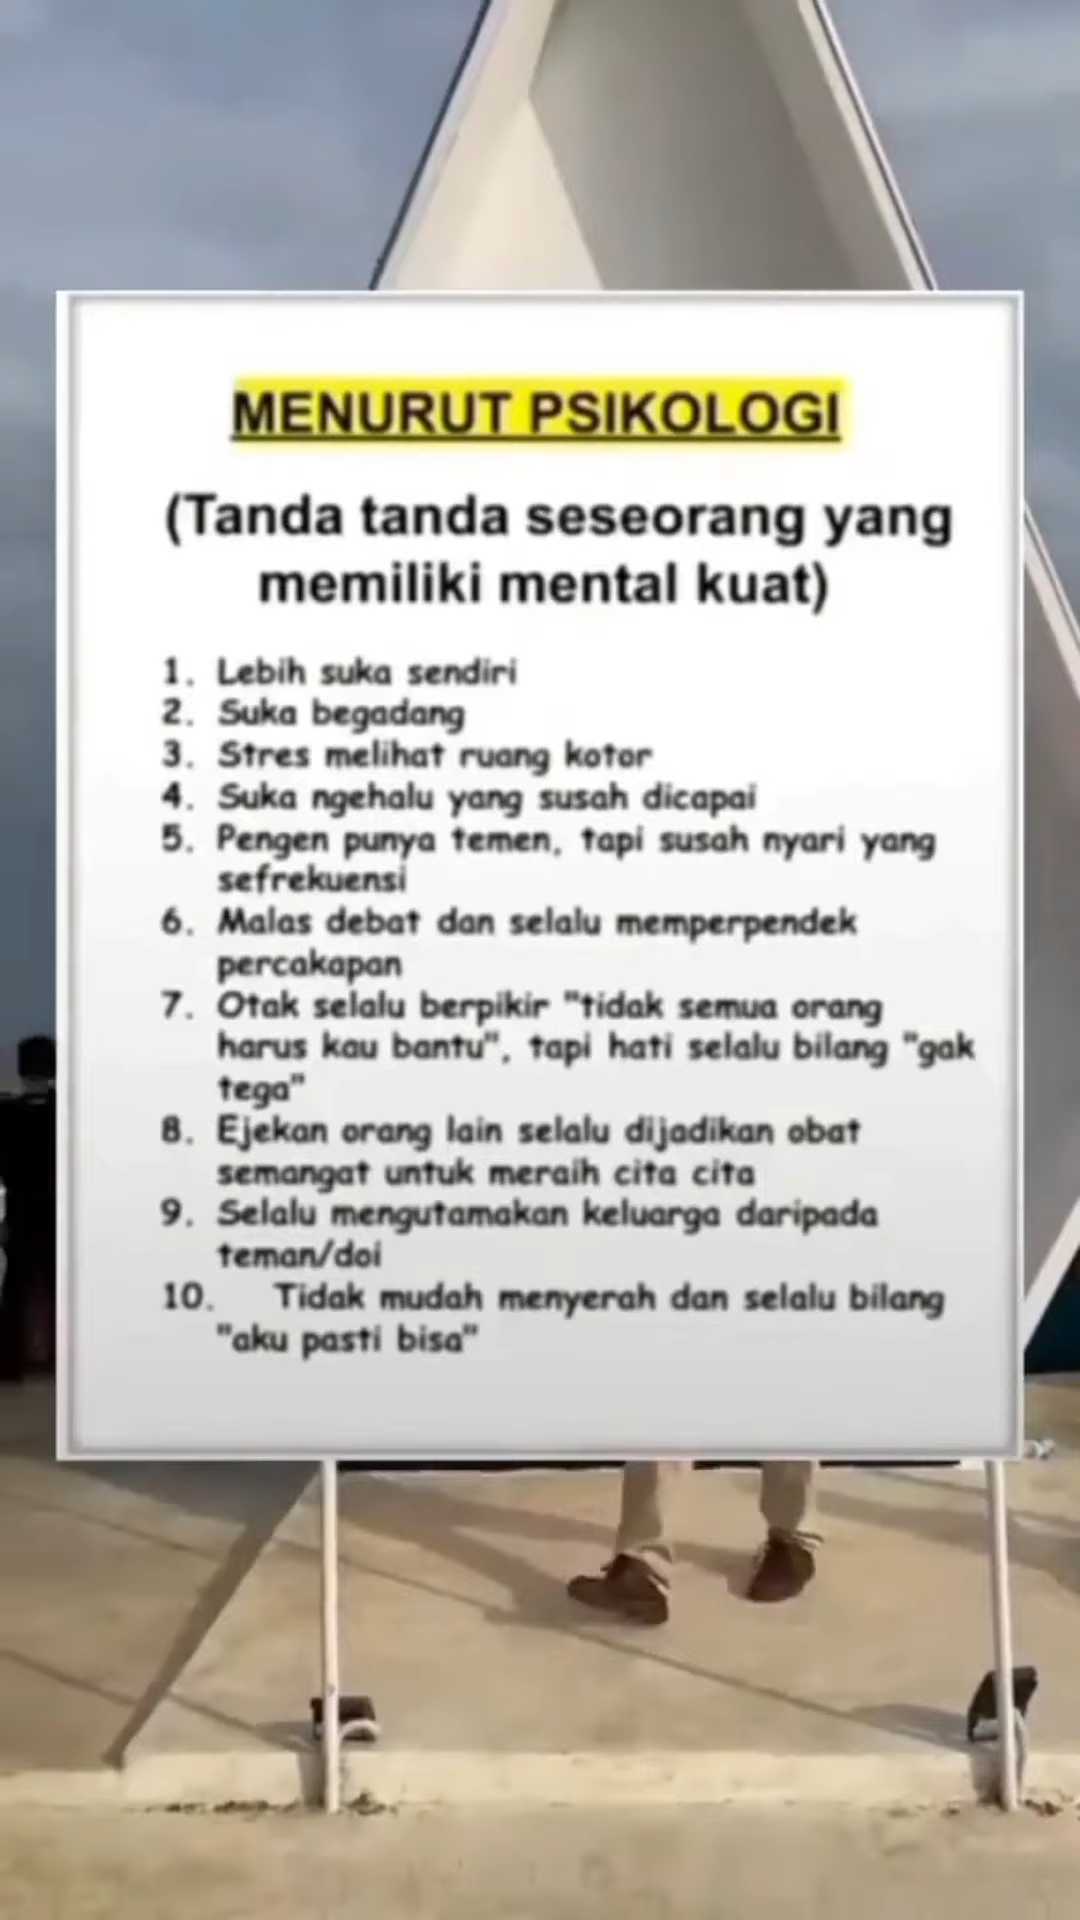 MENURUT PSIKOLOGI
(Tanda tanda seseorang yang
memiliki mental kuat)
1. Lebih suka sendiri
2. Suka begadang
3. Stres melihat ruang kotor
4. Suka ngehalu yang susah dicapai
5. Pengen punya temen, tapi susah nyari yang
sefrekuensi
6. Malas debat dan selalu memperpendek
percakapan
7. Otak selalu berpikir "tidak semua orang
harus kau bantu", tapi hati selalu bilang "gak
tega"
8. Ejekan orang lain selalu dijadikan obat
semangat untuk meraih cita cita
9. Selalu mengutamakan keluarga daripada
teman/doi
10. Tidak mudah menyerah dan selalu bilang
"aku pasti bisa"